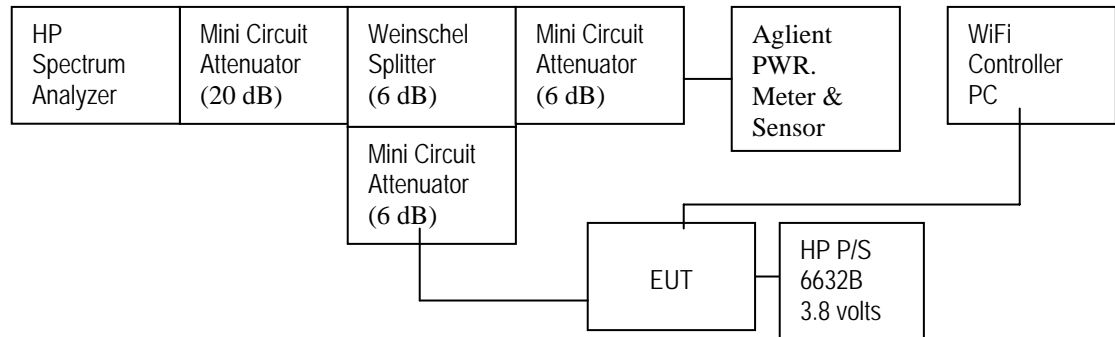 HP
Spectrum
Analyzer
Mini Circuit
Attenuator
(20 dB)
Weinschel
Splitter
(6 dB)
Mini Circuit
Attenuator
(6 dB)
Aglient
PWR.
Meter &
Sensor
WiFi
Controller
PC
Mini Circuit
Attenuator
(6 dB)
EUT
HP P/S
6632B
3.8 volts